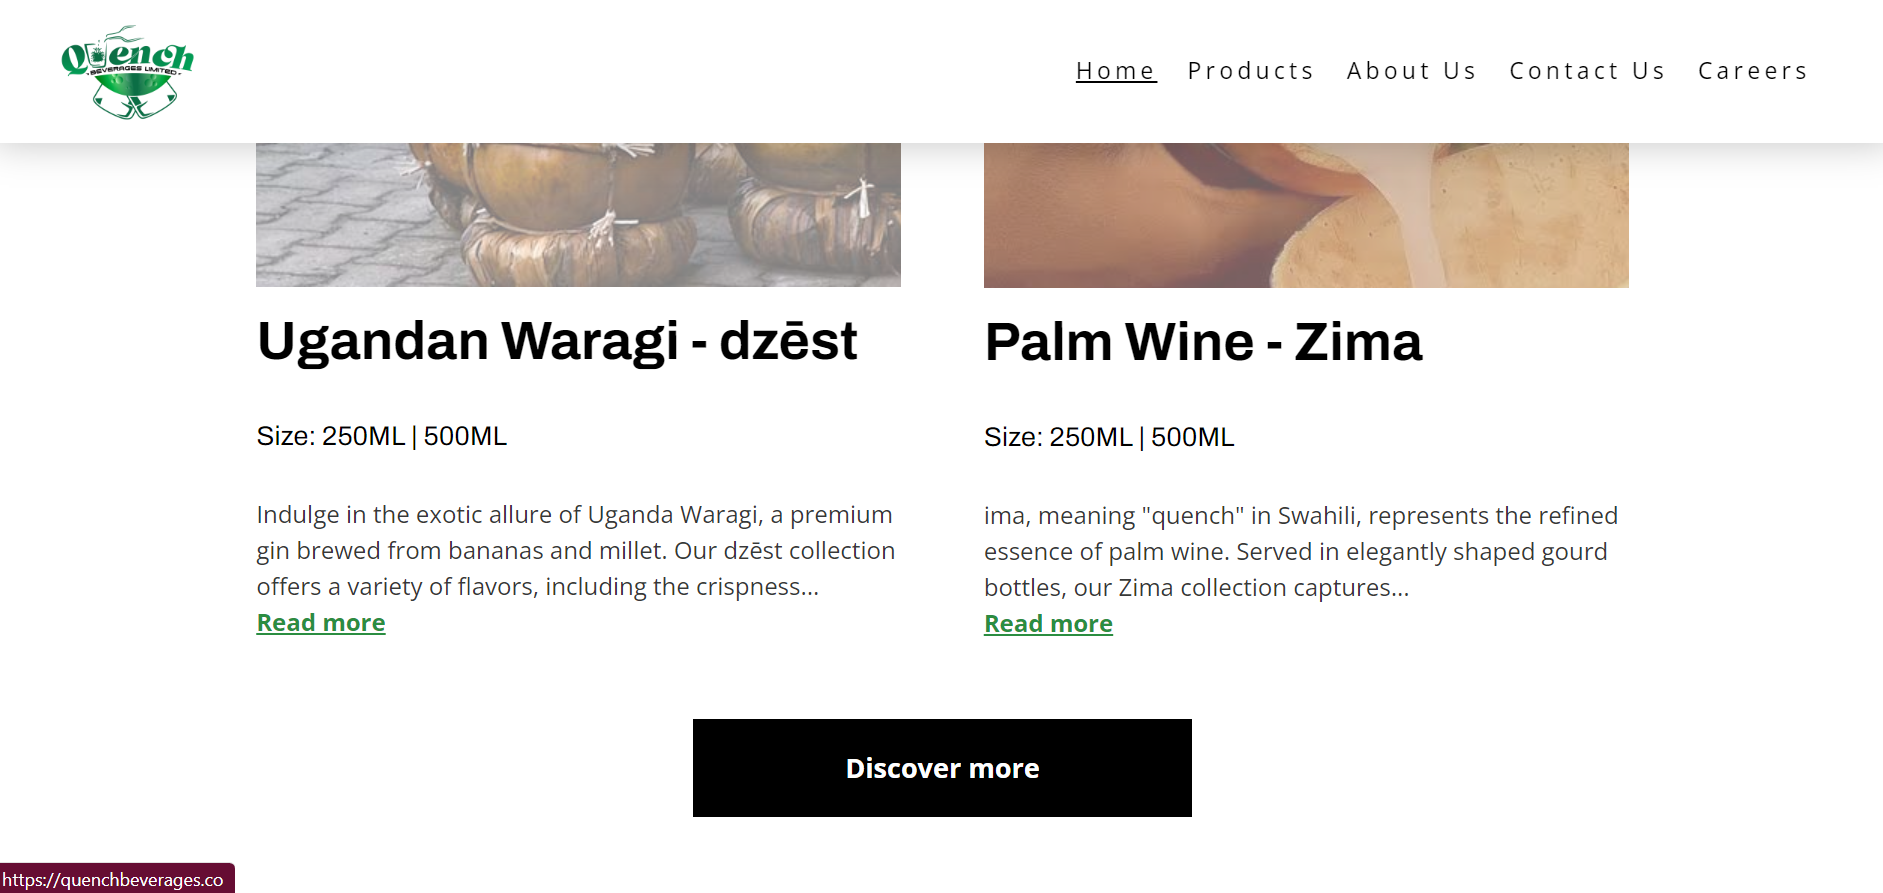 Quench
BEVERAGES LIMITED
Home Products About Us Contact Us Careers
Ugandan Waragi - dzēst
Size: 250ML | 500ML
Indulge in the exotic allure of Uganda Waragi, a premium
gin brewed from bananas and millet. Our dzēst collection
offers a variety of flavors, including the crispness...
Read more
Palm Wine - Zima
Size: 250ML | 500ML
ima, meaning "quench" in Swahili, represents the refined
essence of palm wine. Served in elegantly shaped gourd
bottles, our Zima collection captures...
Read more
Discover more
https://quenchbeverages.co